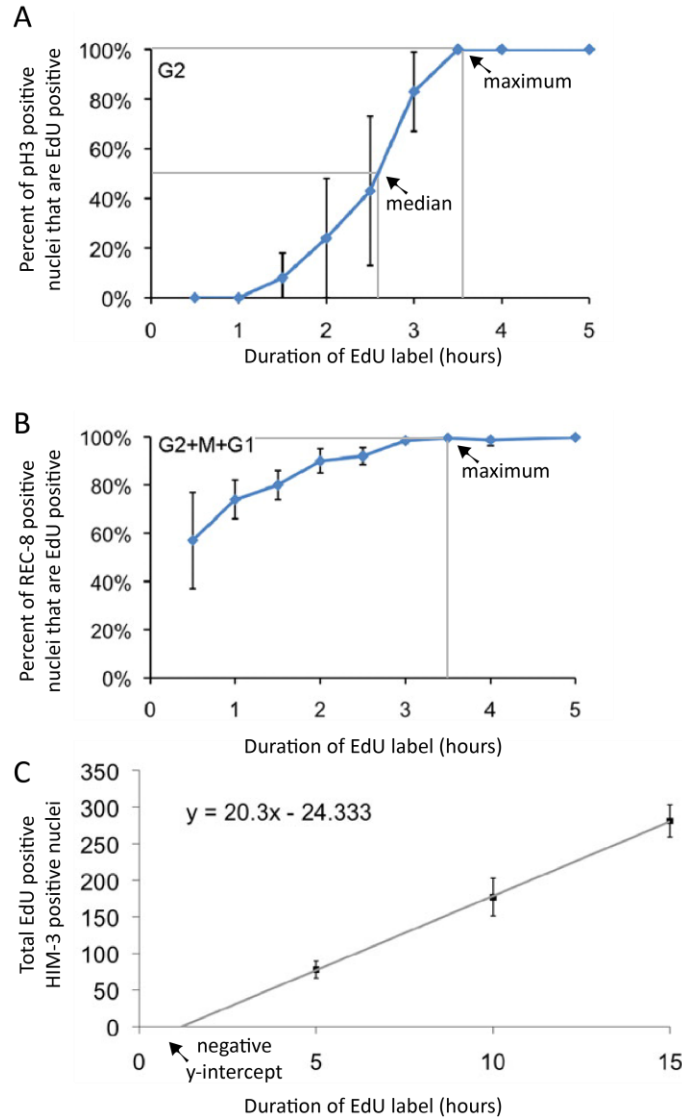 A
Percent of pH3 positive
nuclei that are EdU positive
100%
80%
60%
40%
20%
0%
G2
maximum
median
0 1 2 3 4 5
Duration of EdU label (hours)
B
Percent of REC-8 positive
nuclei that are EdU positive
100%
80%
60%
40%
20%
0%
G2+M+G1
maximum
0 1 2 3 4 5
Duration of EdU label (hours)
C
Total EdU positive
HIM-3 positive nuclei
350
300
250
200
150
100
50
0
y = 20.3x - 24.333
negative
y-intercept
0 5 10 15
Duration of EdU label (hours)